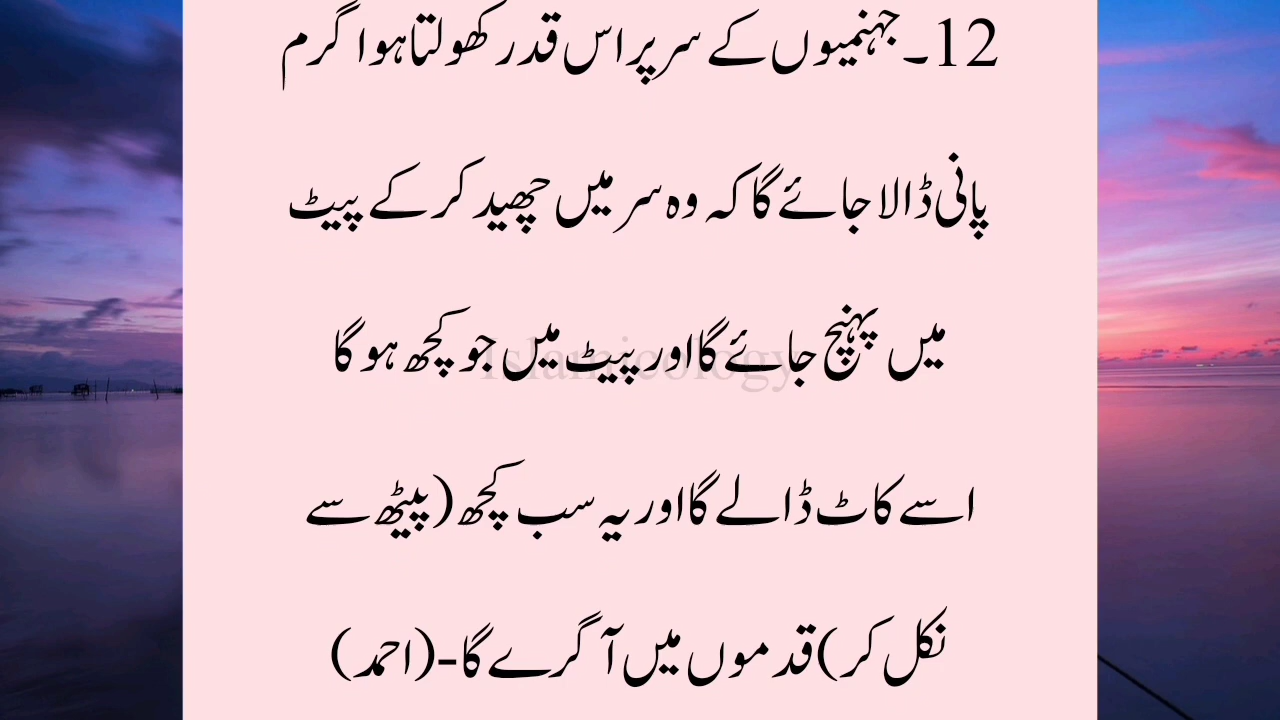 12۔جہنمیوں کے سر پر اس قدر کھولتا ہوا گرم
پانی ڈالا جائے گا کہ وہ سر میں چھید کر کے پیٹ
میں پہنچ جائے گا اور پیٹ میں جو کچھ ہو گا
Islamicology
اسے کاٹ ڈالے گا اور یہ سب کچھ (پیٹھ سے
نکل کر) قدموں میں آ گرے گا-(احمد)